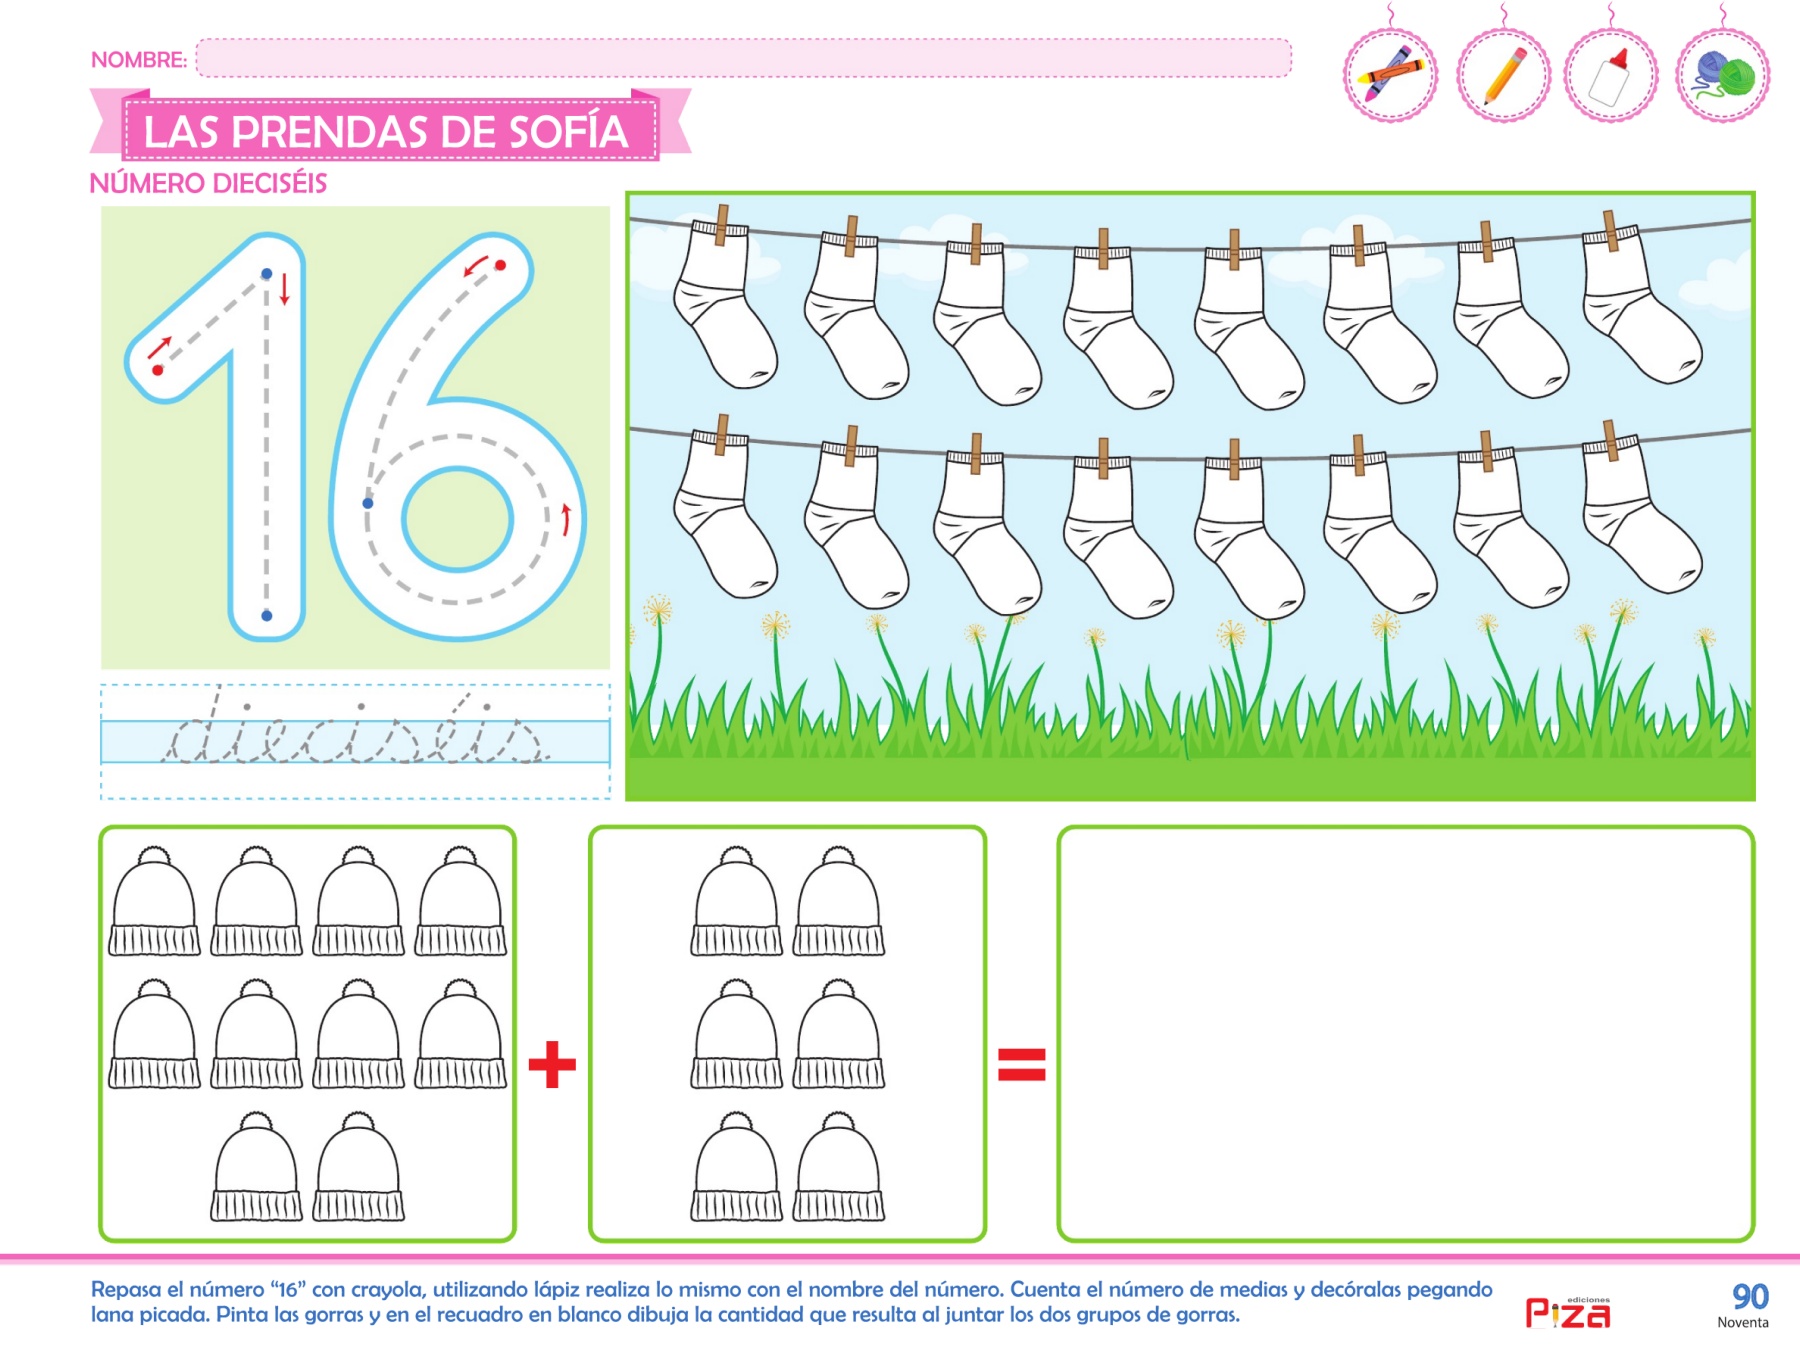 NOMBRE:
LAS PRENDAS DE SOFÍA
NÚMERO DIECISÉIS
16
dieciséis
+
=
Repasa el número “16” con crayola, utilizando lápiz realiza lo mismo con el nombre del número. Cuenta el número de medias y decóralas pegando
lana picada. Pinta las gorras y en el recuadro en blanco dibuja la cantidad que resulta al juntar los dos grupos de gorras.
ediciones
Piza
90
Noventa